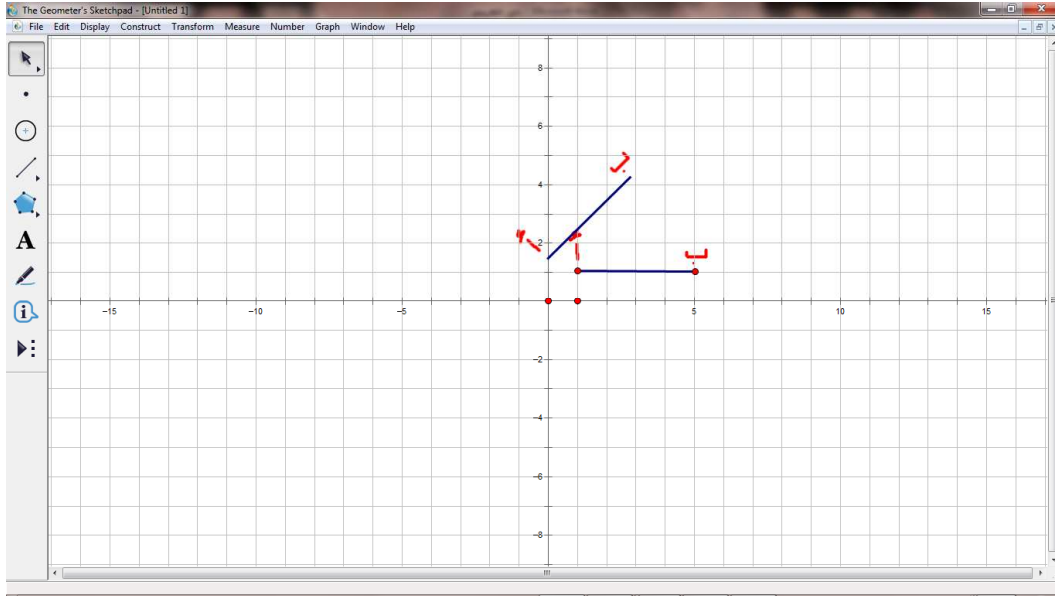 The Geometer's Sketchpad - [Untitled 1]
File Edit Display Construct Transform Measure Number Graph Window Help
8
6
4
2
-15 -10 -5 5 10 15
-2
-4
-6
-8
A
ب